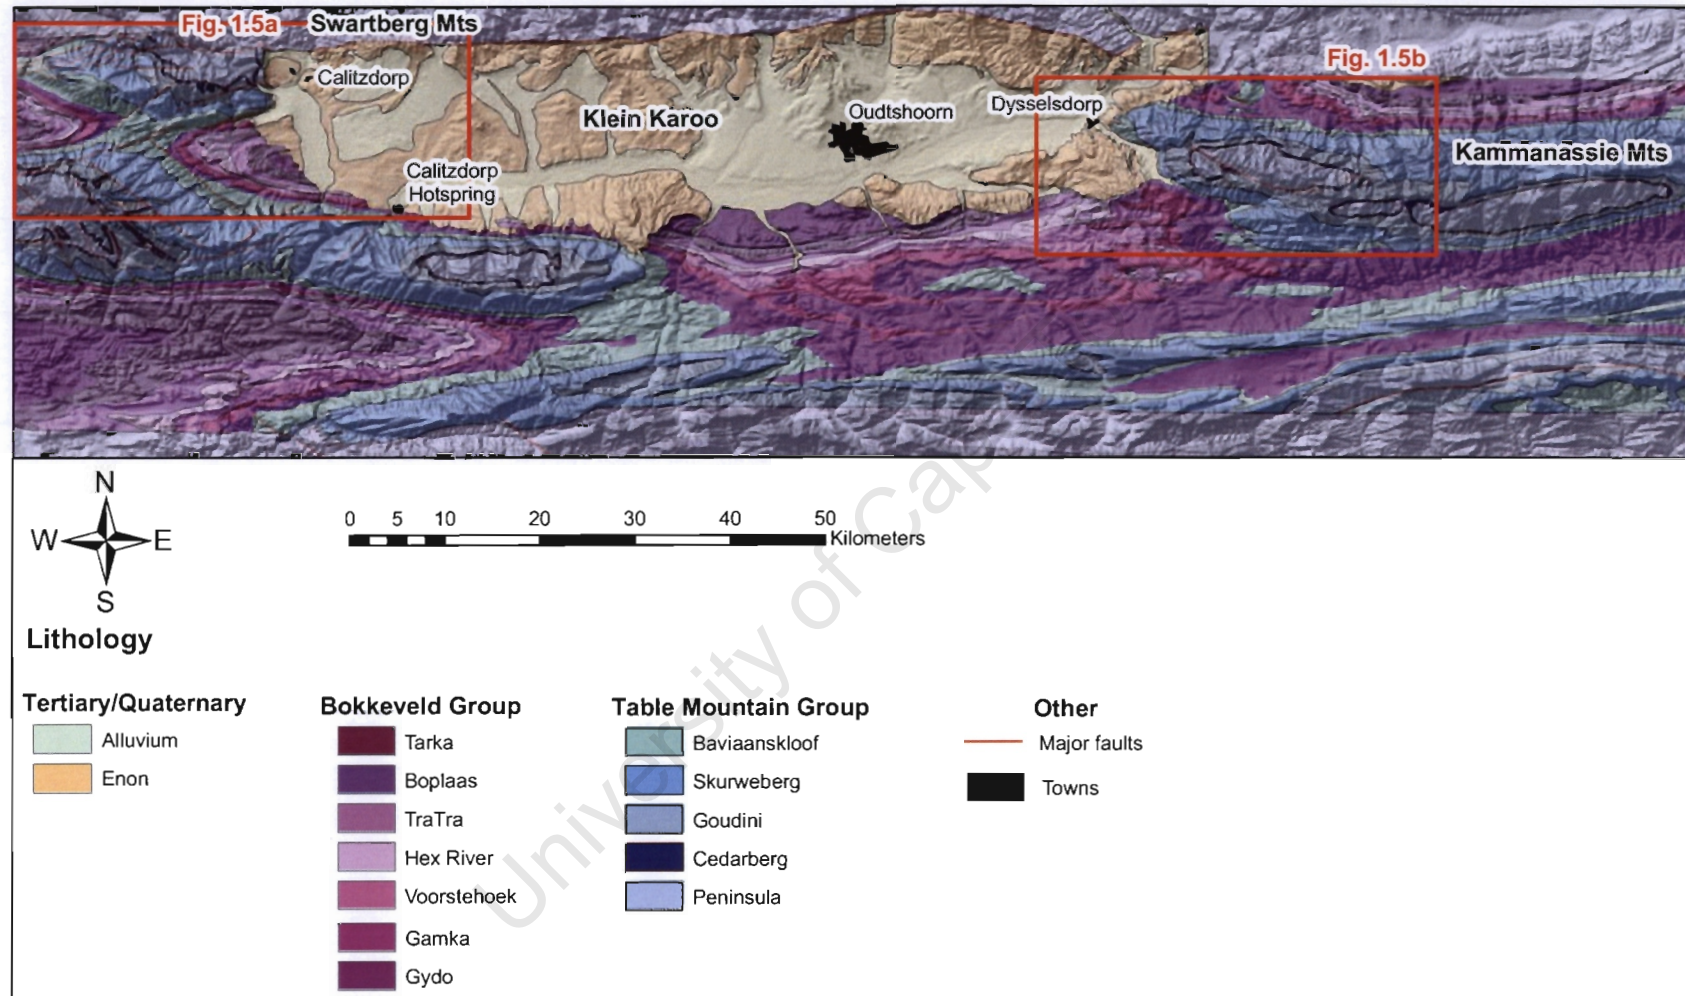 Fig. 1.5a
Swartberg Mts
Fig. 1.5b
Calitzdorp
Klein Karoo
Oudtshoorn
Dysselsdorp
Kammanassie Mts
Calitzdorp
Hotspring
N
W E
S
0 5 10 20 30 40 50
Kilometers
Lithology
Tertiary/Quaternary
Alluvium
Enon
Bokkeveld Group
Tarka
Boplaas
TraTra
Hex River
Voorstehoek
Gamka
Gydo
Table Mountain Group
Baviaanskloof
Skurweberg
Goudini
Cedarberg
Peninsula
Other
Major faults
Towns
University of Cap